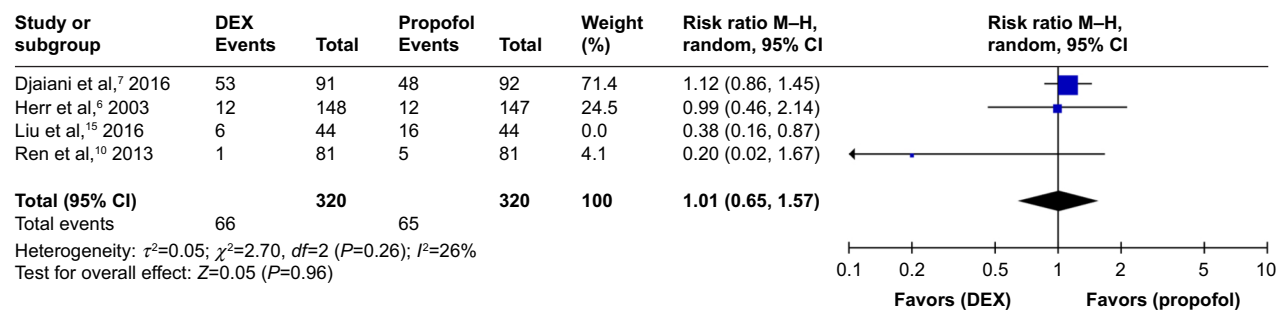 Study or subgroup DEX Events Total Propofol Events Total Weight (%) Risk ratio M–H, random, 95% CI Risk ratio M–H, random, 95% CI
Djaiani et al,⁷ 2016 53 91 48 92 71.4 1.12 (0.86, 1.45)
Herr et al,⁶ 2003 12 148 12 147 24.5 0.99 (0.46, 2.14)
Liu et al,¹⁵ 2016 6 44 16 44 0.0 0.38 (0.16, 0.87)
Ren et al,¹⁰ 2013 1 81 5 81 4.1 0.20 (0.02, 1.67)
Total (95% CI) 320 320 100 1.01 (0.65, 1.57)
Total events 66 65
Heterogeneity: τ²=0.05; χ²=2.70, df=2 (P=0.26); I²=26%
Test for overall effect: Z=0.05 (P=0.96)
0.1 0.2 0.5 1 2 5 10
Favors (DEX) Favors (propofol)